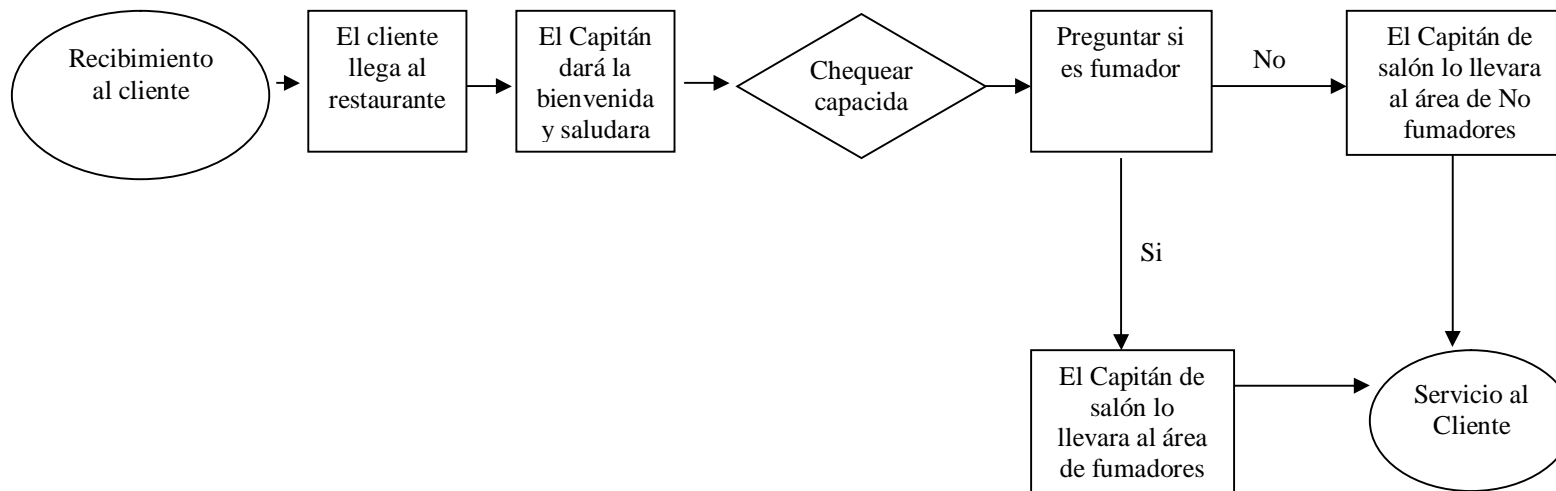 Recibimiento
al cliente
El cliente
llega al
restaurante
El Capitán
dará la
bienvenida
y saludara
Chequear
capacida
Preguntar si
es fumador
No
El Capitán de
salón lo llevara
al área de No
fumadores
Si
El Capitán de
salón lo
llevara al área
de fumadores
Servicio al
Cliente